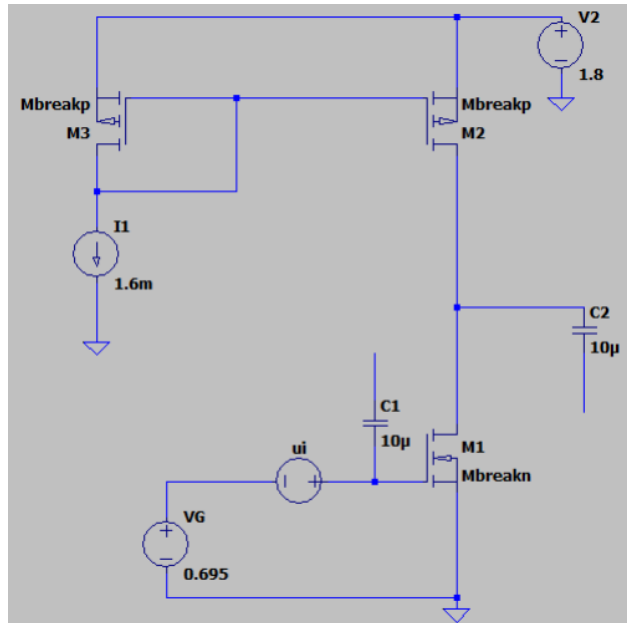 V2
1.8
Mbreakp
M3
Mbreakp
M2
I1
1.6m
C2
10µ
C1
10µ
ui
M1
Mbreakn
VG
0.695